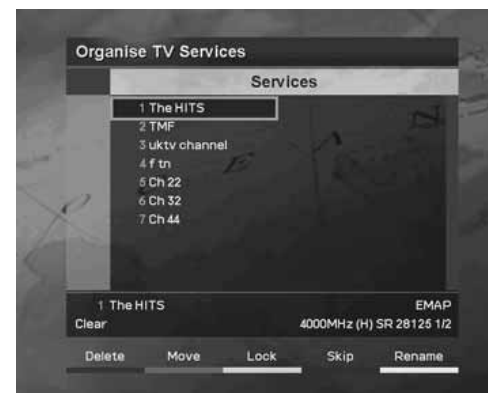 Organise TV Services
Services
1 The HITS
2 TMF
3 uktv channel
4 f tn
5 Ch 22
6 Ch 32
7 Ch 44
1 The HITS EMAP
Clear 4000MHz (H) SR 28125 1/2
Delete Move Lock Skip Rename